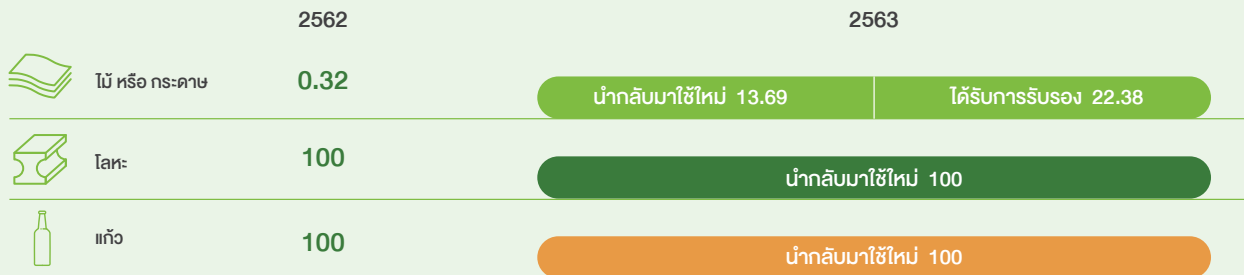 2562 2563
ไม้ หรือ กระดาษ 0.32 นำกลับมาใช้ใหม่ 13.69 ได้รับการรับรอง 22.38
โลหะ 100 นำกลับมาใช้ใหม่ 100
แก้ว 100 นำกลับมาใช้ใหม่ 100